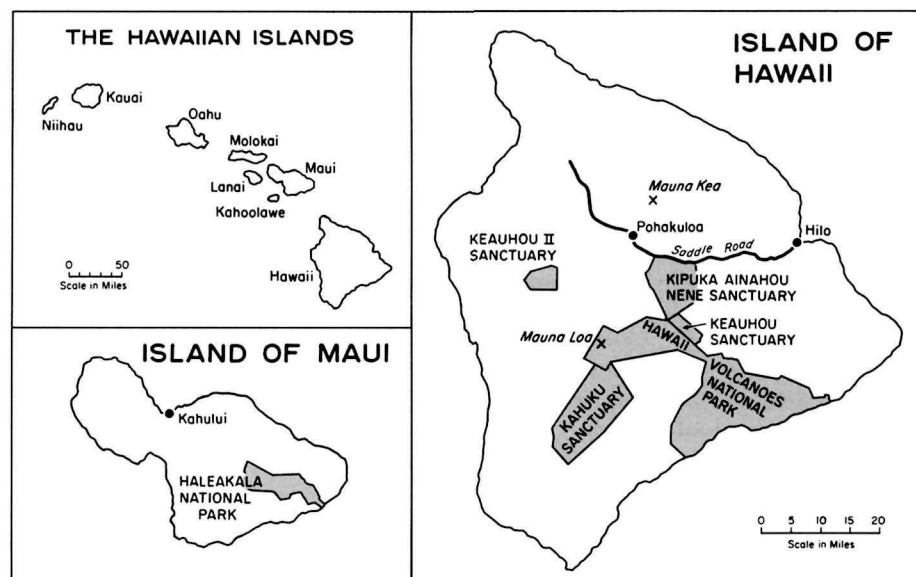 THE HAWAIIAN ISLANDS
Kauai
Niihau
Oahu
Molokai
Maui
Lanai
Kahoolawe
Hawaii
0 50
Scale in Miles
ISLAND OF MAUI
Kahului
HALEAKALA
NATIONAL
PARK
ISLAND OF
HAWAII
Mauna Kea
x
Pohakuloa
Hilo
Saddle Road
KEAUHOU II
SANCTUARY
KIPUKA AINAHOU
NENE SANCTUARY
KEAUHOU
SANCTUARY
Mauna Loa x
HAWAII
VOLCANOES
NATIONAL
PARK
KAHUKU
SANCTUARY
0 5 10 15 20
Scale in Miles